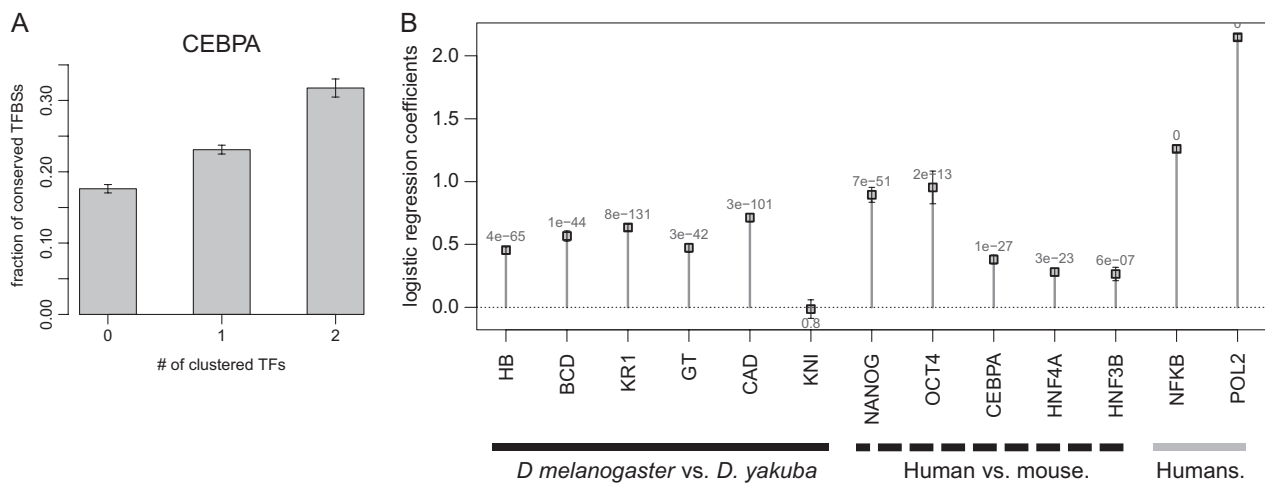 A
CEBPA
fraction of conserved TFBSs
0.00
0.10
0.20
0.30
0
1
2
# of clustered TFs
B
logistic regression coefficients
0.0
0.5
1.0
1.5
2.0
4e−65
1e−44
8e−131
3e−42
3e−101
0.8
7e−51
2e−13
1e−27
3e−23
6e−07
0
0
HB
BCD
KR1
GT
CAD
KNI
NANOG
OCT4
CEBPA
HNF4A
HNF3B
NFKB
POL2
D melanogaster vs. D. yakuba
Human vs. mouse.
Humans.